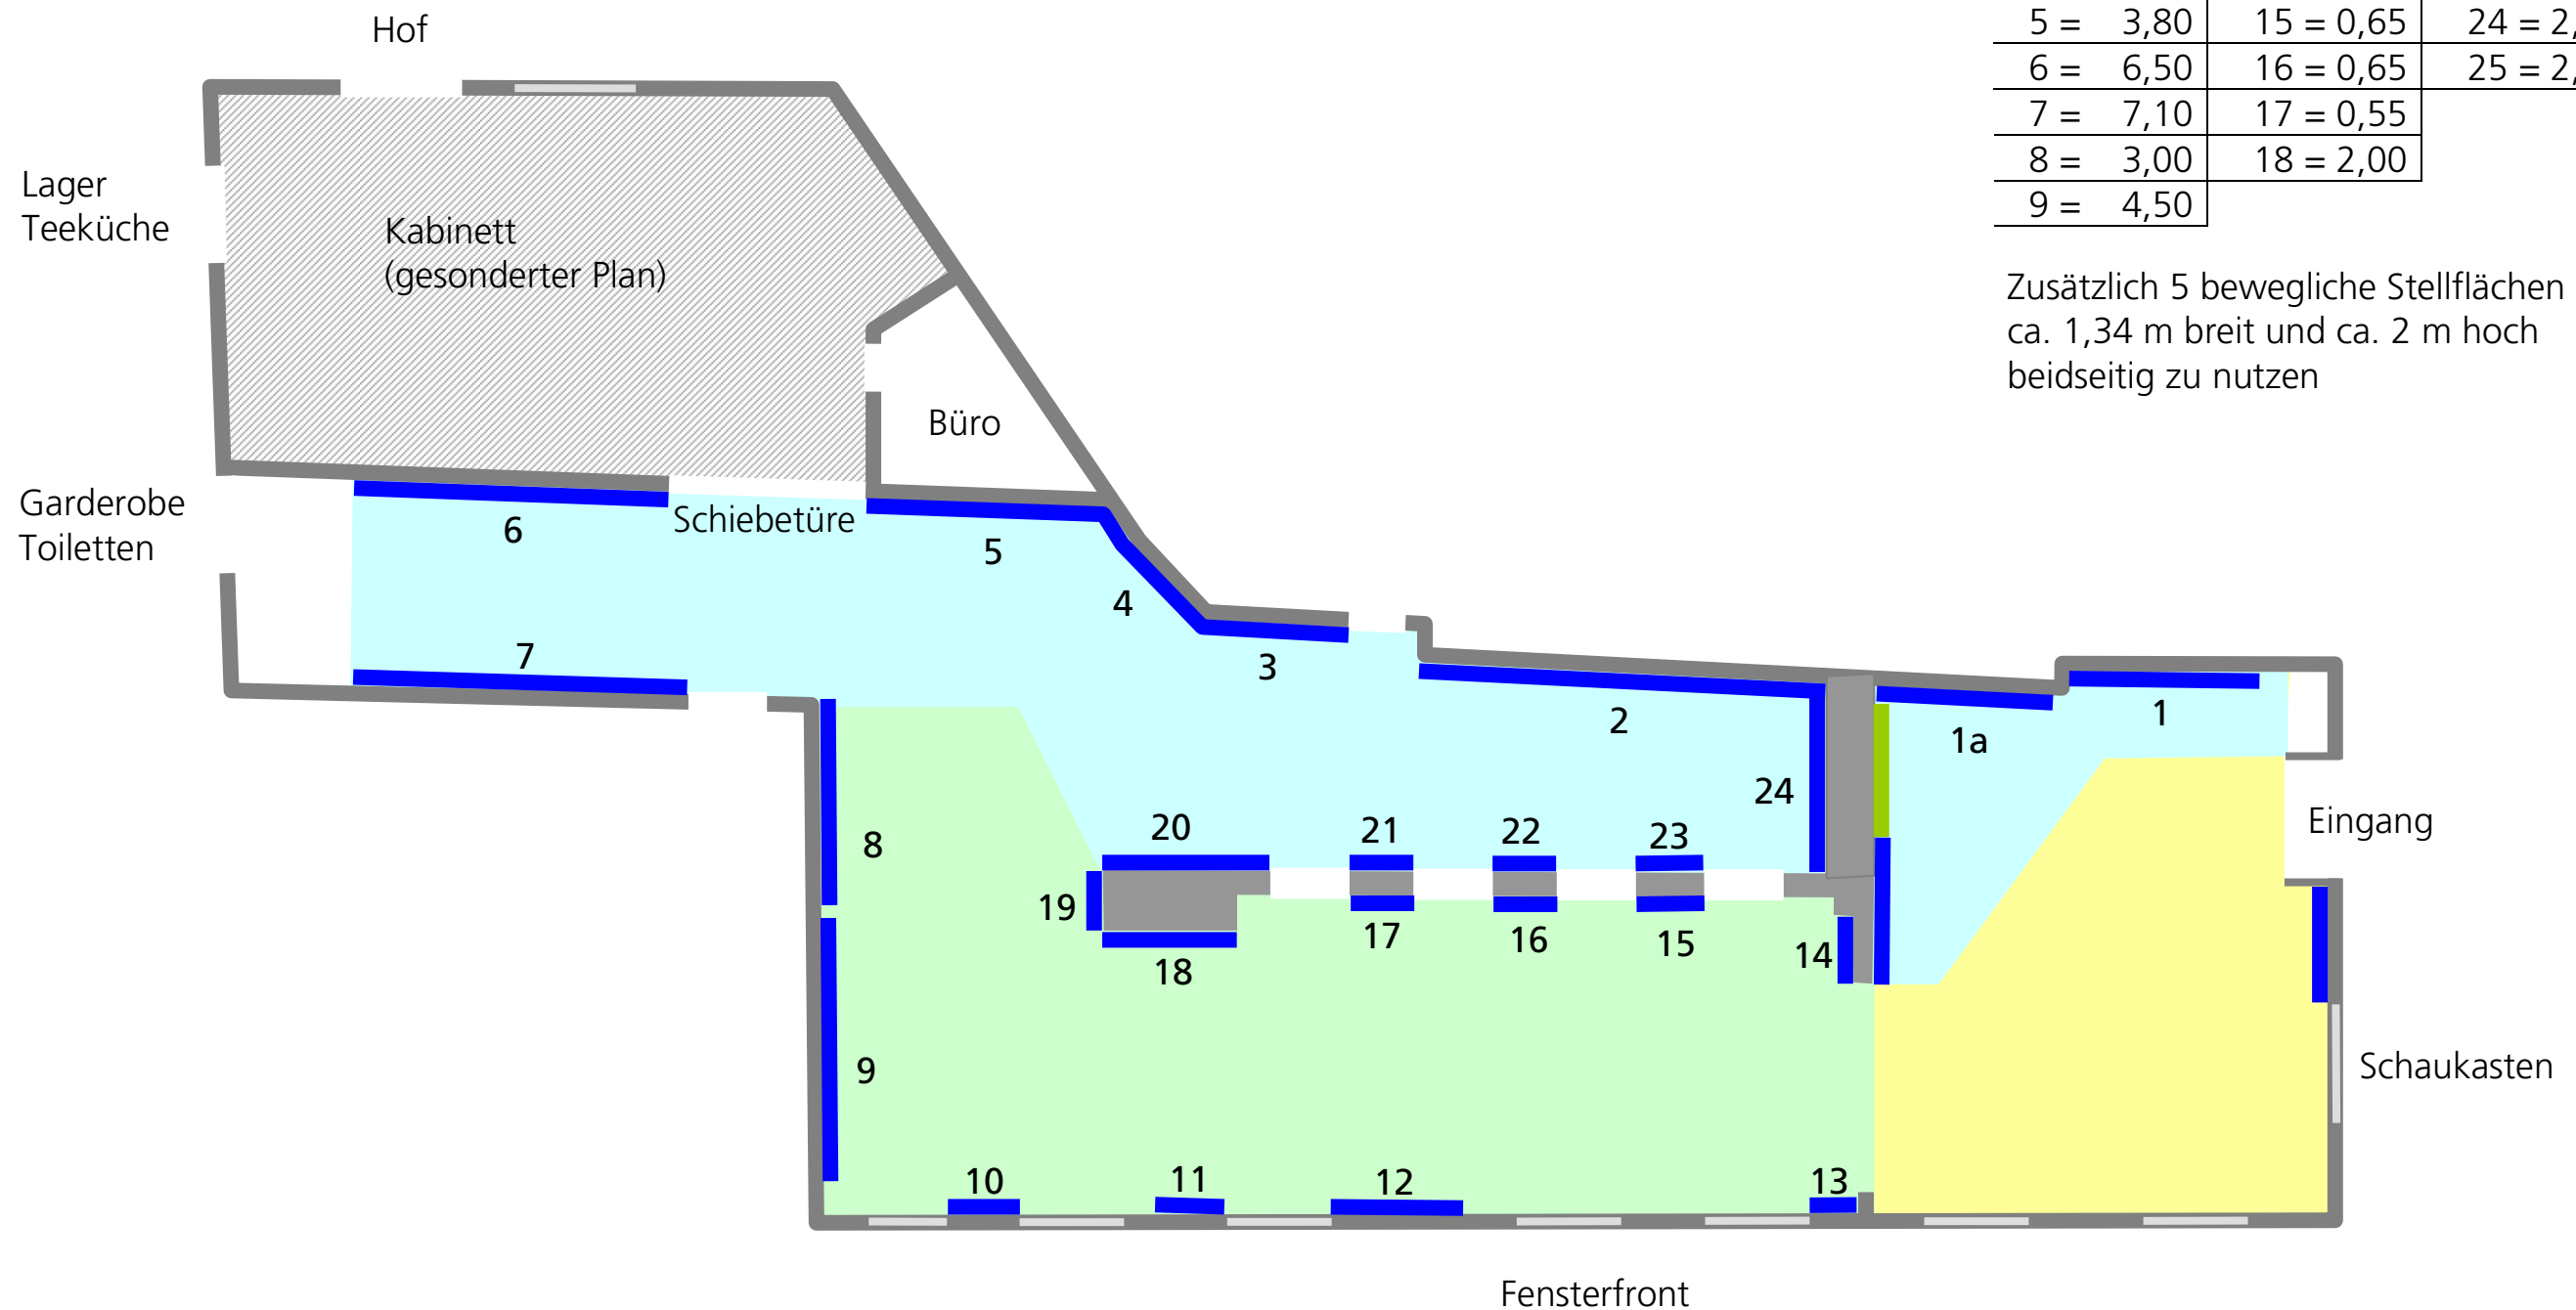 Hof
5 = 3,80 15 = 0,65 24 = 2,
6 = 6,50 16 = 0,65 25 = 2,
7 = 7,10 17 = 0,55
8 = 3,00 18 = 2,00
9 = 4,50
Zusätzlich 5 bewegliche Stellflächen
ca. 1,34 m breit und ca. 2 m hoch
beidseitig zu nutzen
Lager
Teeküche
Kabinett
(gesonderter Plan)
Büro
Garderobe
Toiletten
6
Schiebetüre
5
4
7
3
2
1
1a
24
Eingang
8
20
21
22
23
19
17
16
15
14
18
9
Schaukasten
10
11
12
13
Fensterfront